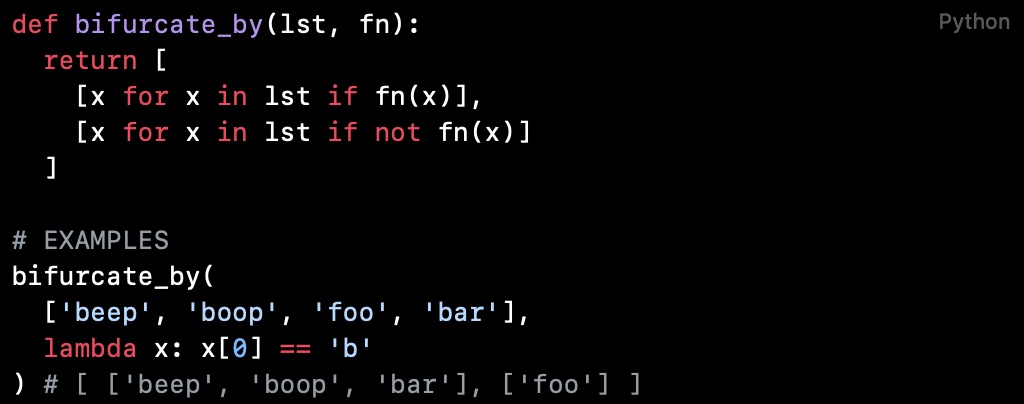 Python
def bifurcate_by(lst, fn):
  return [
    [x for x in lst if fn(x)],
    [x for x in lst if not fn(x)]
  ]

# EXAMPLES
bifurcate_by(
  ['beep', 'boop', 'foo', 'bar'],
  lambda x: x[0] == 'b'
) # [ ['beep', 'boop', 'bar'], ['foo'] ]